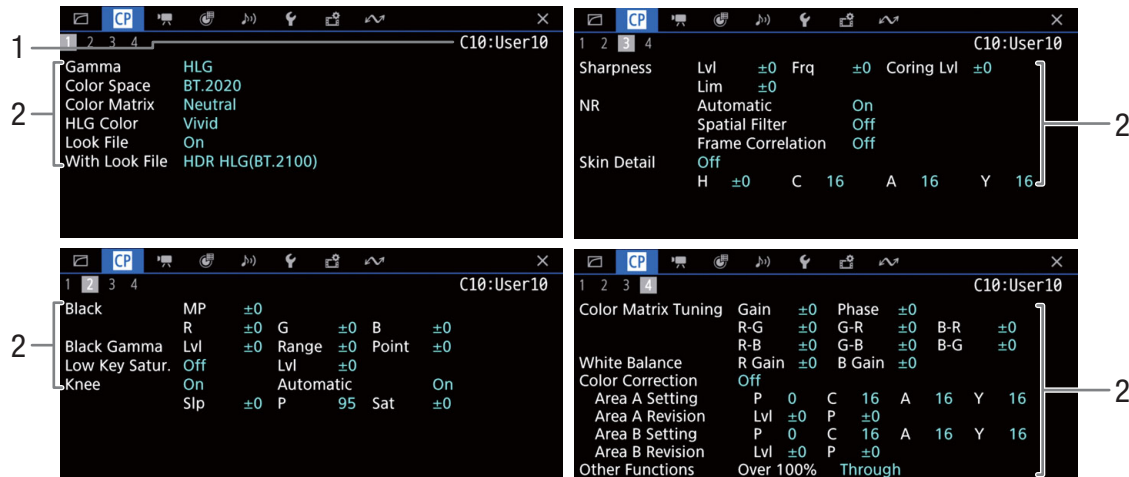 CP
1 2 3 4 C10:User10
Gamma HLG
Color Space BT.2020
Color Matrix Neutral
HLG Color Vivid
Look File On
With Look File HDR HLG(BT.2100)
1
2
CP
1 2 3 4 C10:User10
Sharpness Lvl ±0 Frq ±0 Coring Lvl ±0
Lim ±0
NR Automatic On
Spatial Filter Off
Frame Correlation Off
Skin Detail Off
H ±0 C 16 A 16 Y 16
2
CP
1 2 3 4 C10:User10
Black MP ±0
R ±0 G ±0 B ±0
Black Gamma Lvl ±0 Range ±0 Point ±0
Low Key Satur. Off Lvl ±0
Knee On Automatic On
Slp ±0 P 95 Sat ±0
2
CP
1 2 3 4 C10:User10
Color Matrix Tuning Gain ±0 Phase ±0
R-G ±0 G-R ±0 B-R ±0
R-B ±0 G-B ±0 B-G ±0
White Balance R Gain ±0 B Gain ±0
Color Correction Off
Area A Setting P 0 C 16 A 16 Y 16
Area A Revision Lvl ±0 P ±0
Area B Setting P 0 C 16 A 16 Y 16
Area B Revision Lvl ±0 P ±0
Other Functions Over 100% Through
2